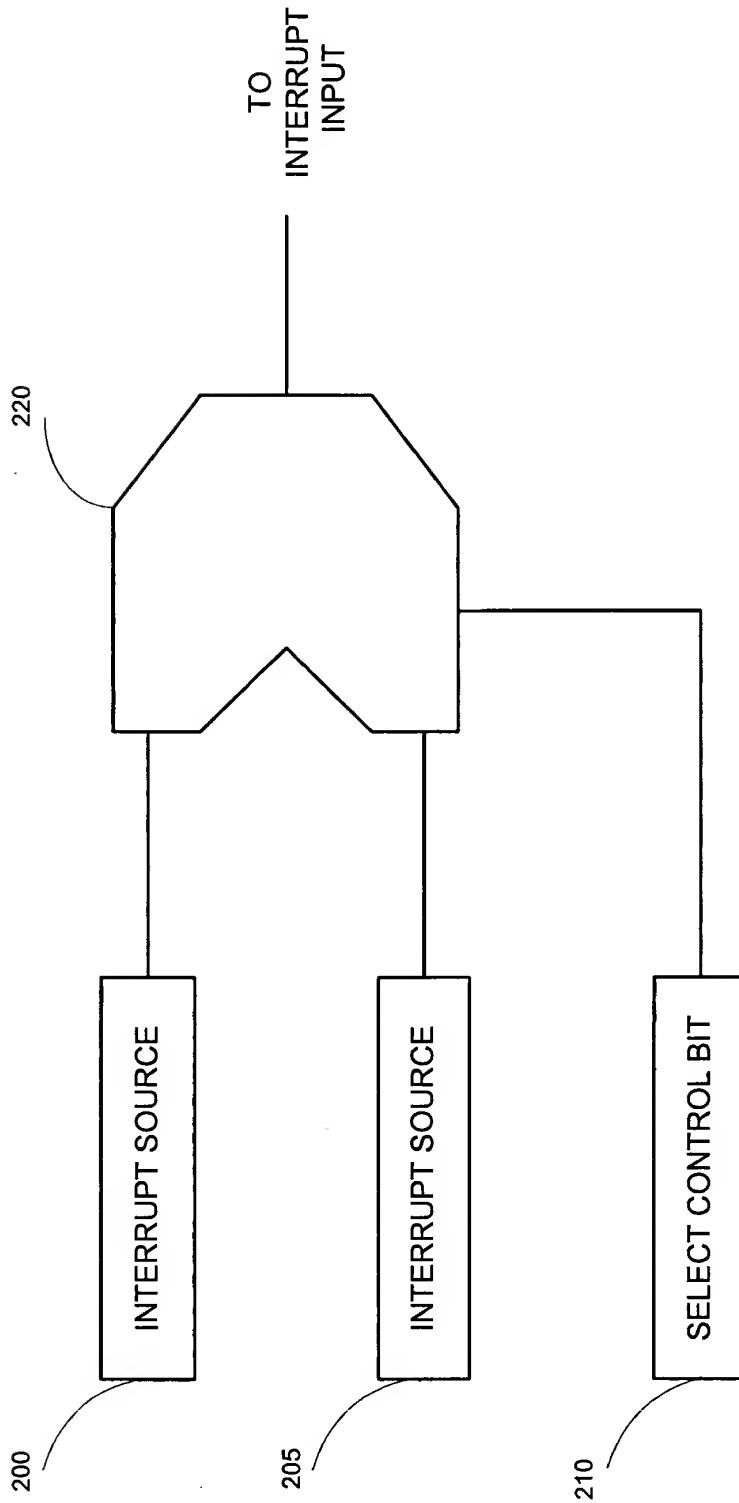 200
INTERRUPT SOURCE
205
INTERRUPT SOURCE
210
SELECT CONTROL BIT
220
TO
INTERRUPT
INPUT